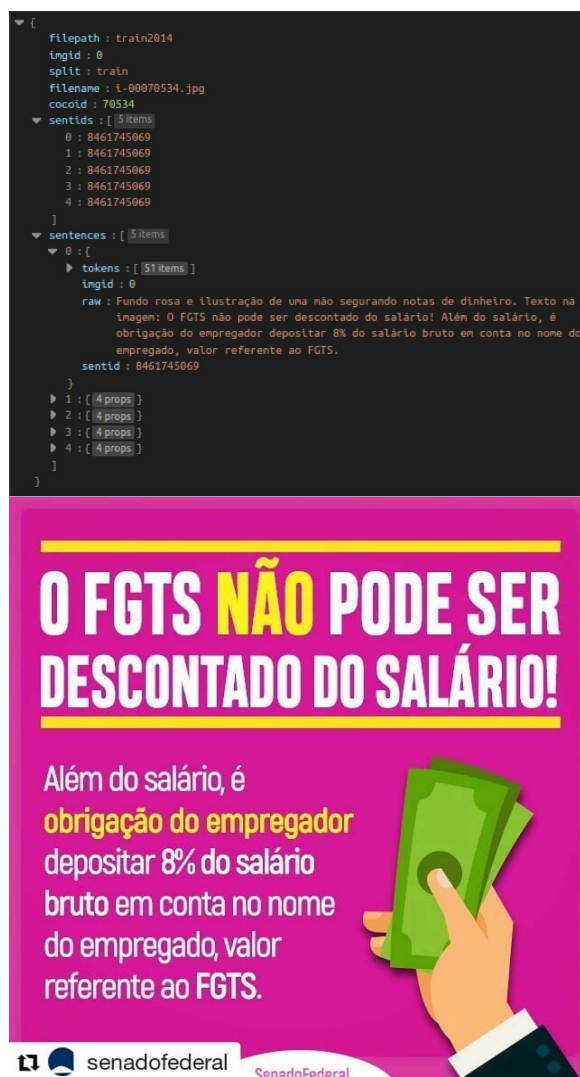 {
filepath : train2014
imgid : 0
split : train
filename : i-00070534.jpg
cocoid : 70534
sentids : [ 5 items
0 : 8461745069
1 : 8461745069
2 : 8461745069
3 : 8461745069
4 : 8461745069
]
sentences : [ 5 items
0 : {
tokens : [ 51 items ]
imgid : 0
raw : Fundo rosa e ilustração de uma mão segurando notas de dinheiro. Texto na
imagem: O FGTS não pode ser descontado do salário! Além do salário, é
obrigação do empregador depositar 8% do salário bruto em conta no nome do
empregado, valor referente ao FGTS.
sentid : 8461745069
}
1 : { 4 props }
2 : { 4 props }
3 : { 4 props }
4 : { 4 props }
]
}
O FGTS NÃO PODE SER
DESCONTADO DO SALÁRIO!
Além do salário, é
obrigação do empregador
depositar 8% do salário
bruto em conta no nome
do empregado, valor
referente ao FGTS.
senadofederal
SenadoFederal